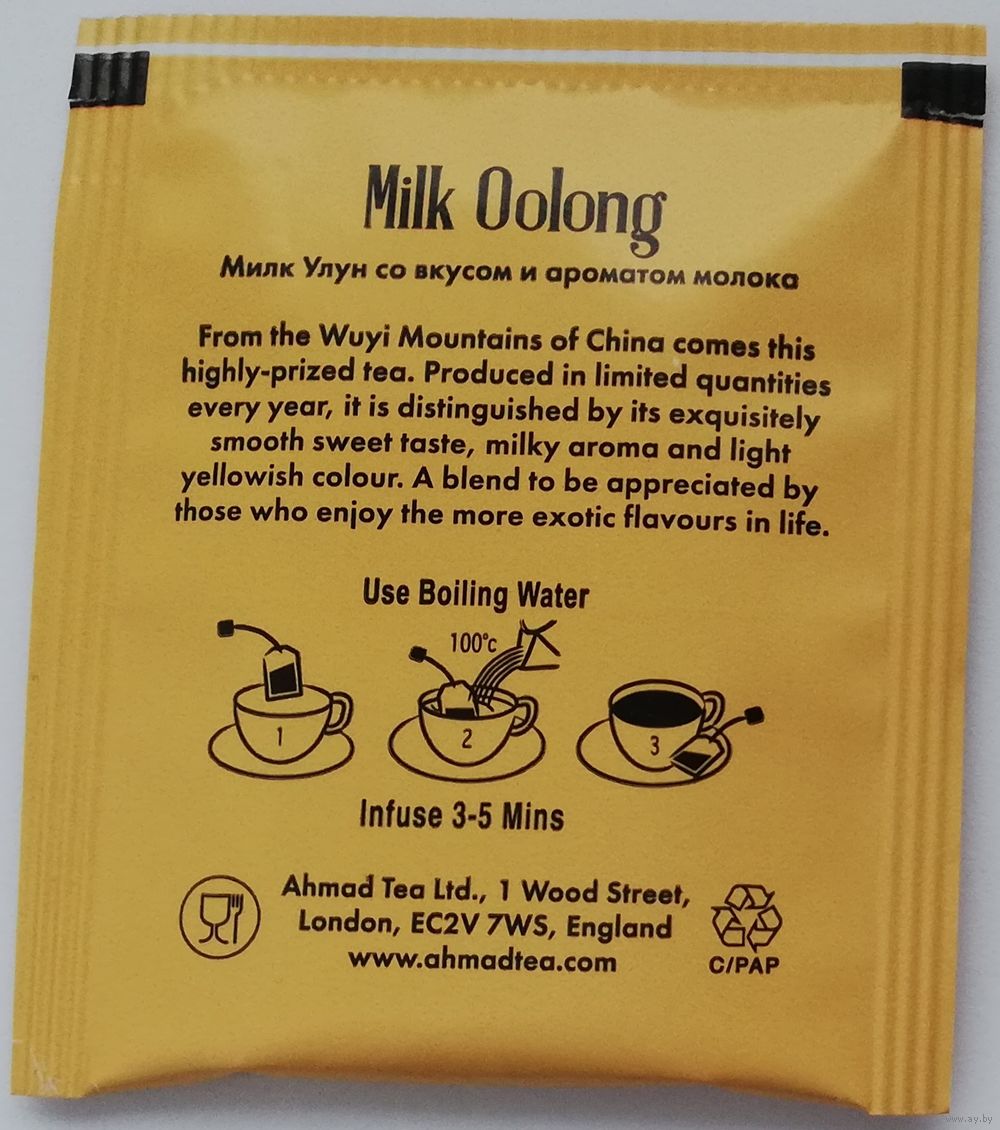 Milk Oolong
Милк Улун со вкусом и ароматом молока
From the Wuyi Mountains of China comes this
highly-prized tea. Produced in limited quantities
every year, it is distinguished by its exquisitely
smooth sweet taste, milky aroma and light
yellowish colour. A blend to be appreciated by
those who enjoy the more exotic flavours in life.
Use Boiling Water
100°c
1
2
3
Infuse 3-5 Mins
Ahmad Tea Ltd., 1 Wood Street,
London, EC2V 7WS, England
www.ahmadtea.com
C/PAP
www.ay.by